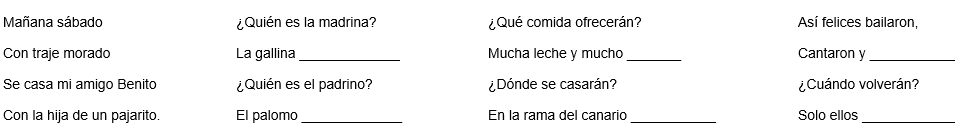 Mañana sábado
Con traje morado
Se casa mi amigo Benito
Con la hija de un pajarito.
¿Quién es la madrina?
La gallina _____________
¿Quién es el padrino?
El palomo _____________
¿Qué comida ofrecerán?
Mucha leche y mucho _______
¿Dónde se casarán?
En la rama del canario ___________
Así felices bailaron,
Cantaron y ___________
¿Cuándo volverán?
Solo ellos ____________